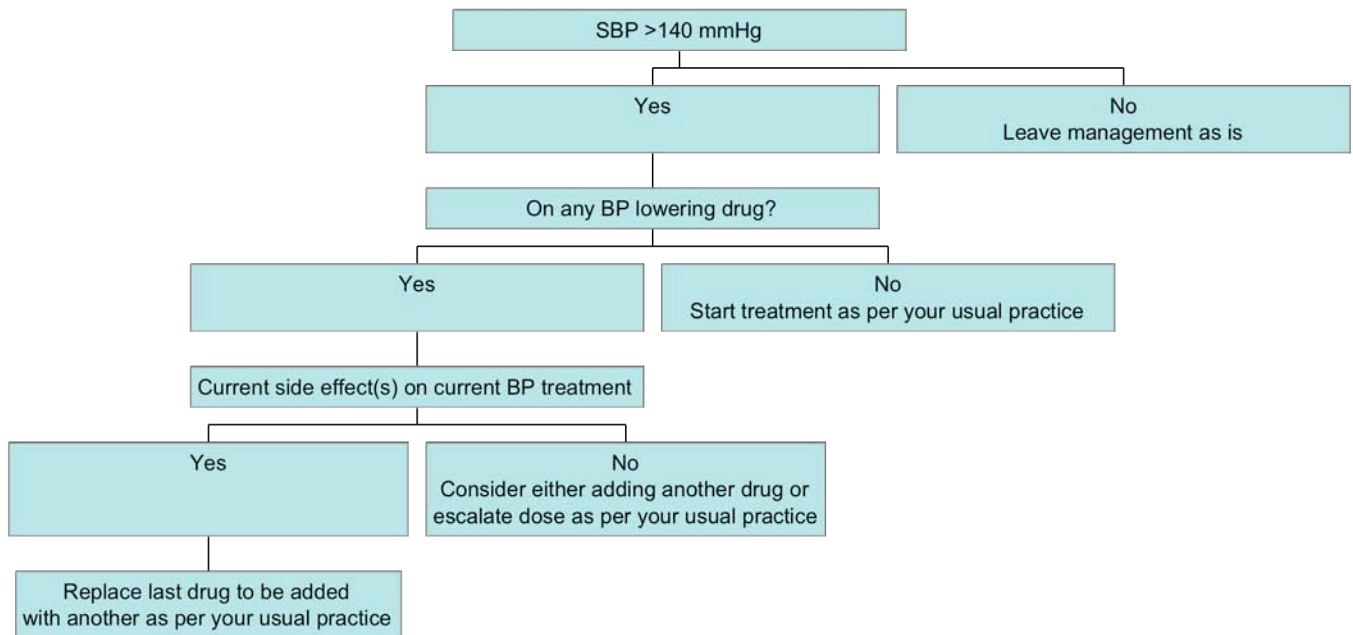 SBP >140 mmHg
Yes
No
Leave management as is
On any BP lowering drug?
Yes
No
Start treatment as per your usual practice
Current side effect(s) on current BP treatment
Yes
No
Consider either adding another drug or
escalate dose as per your usual practice
Replace last drug to be added
with another as per your usual practice